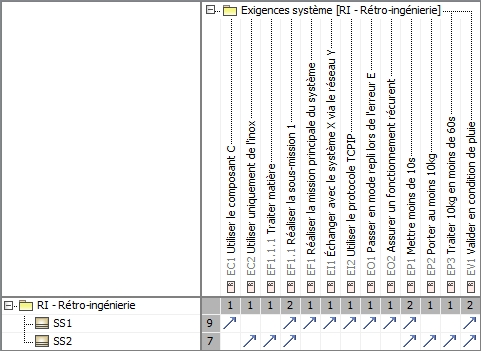 Exigences système [RI - Rétro-ingénierie]
EC1 Utiliser le composant C
EC2 Utiliser uniquement de l'inox
EF1.1.1 Traiter matière
EF1.1 Réaliser la sous-mission 1
EF1 Réaliser la mission principale du système
EI1 Échanger avec le système X via le réseau Y
EI2 Utiliser le protocole TCPIP
EO1 Passer en mode repli lors de l'erreur E
EO2 Assurer un fonctionnement récurent
EP1 Mettre moins de 10s
EP2 Porter au moins 10kg
EP3 Traiter 10kg en moins de 60s
EV1 Valider en condition de pluie
RI - Rétro-ingénierie 1 1 1 2 1 1 1 1 1 2 1 1 2
SS1 9
SS2 7